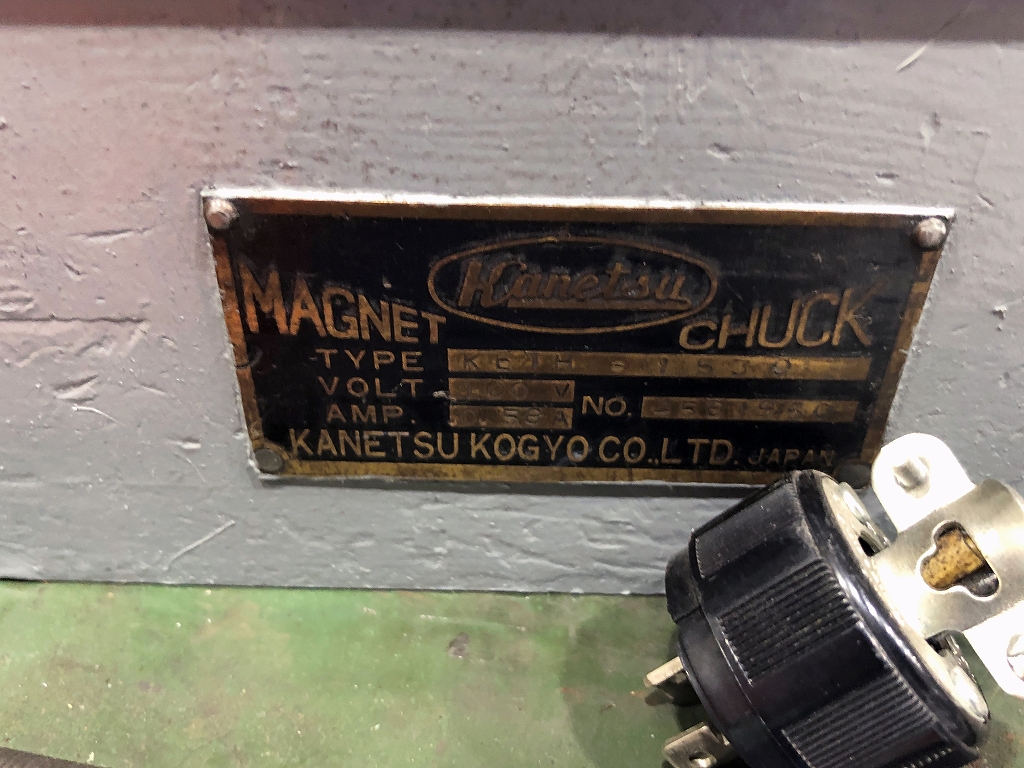 Kanetsu
MAGNET CHUCK
TYPE
VOLT
AMP. NO.
KANETSU KOGYO CO., LTD. JAPAN